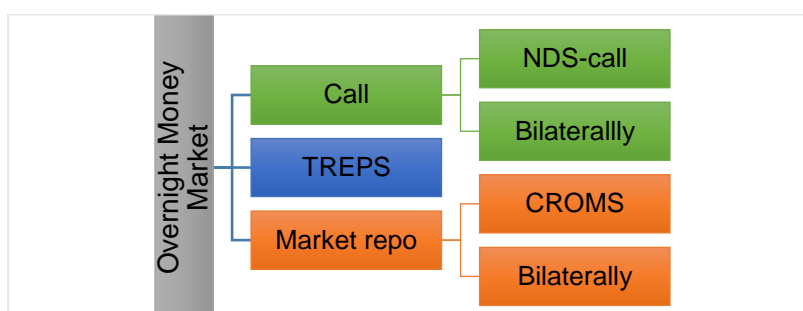 Overnight Money
Market
Call
NDS-call
Bilaterallly
TREPS
Market repo
CROMS
Bilaterally